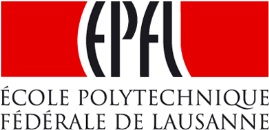 EPFL
ÉCOLE POLYTECHNIQUE
FÉDÉRALE DE LAUSANNE